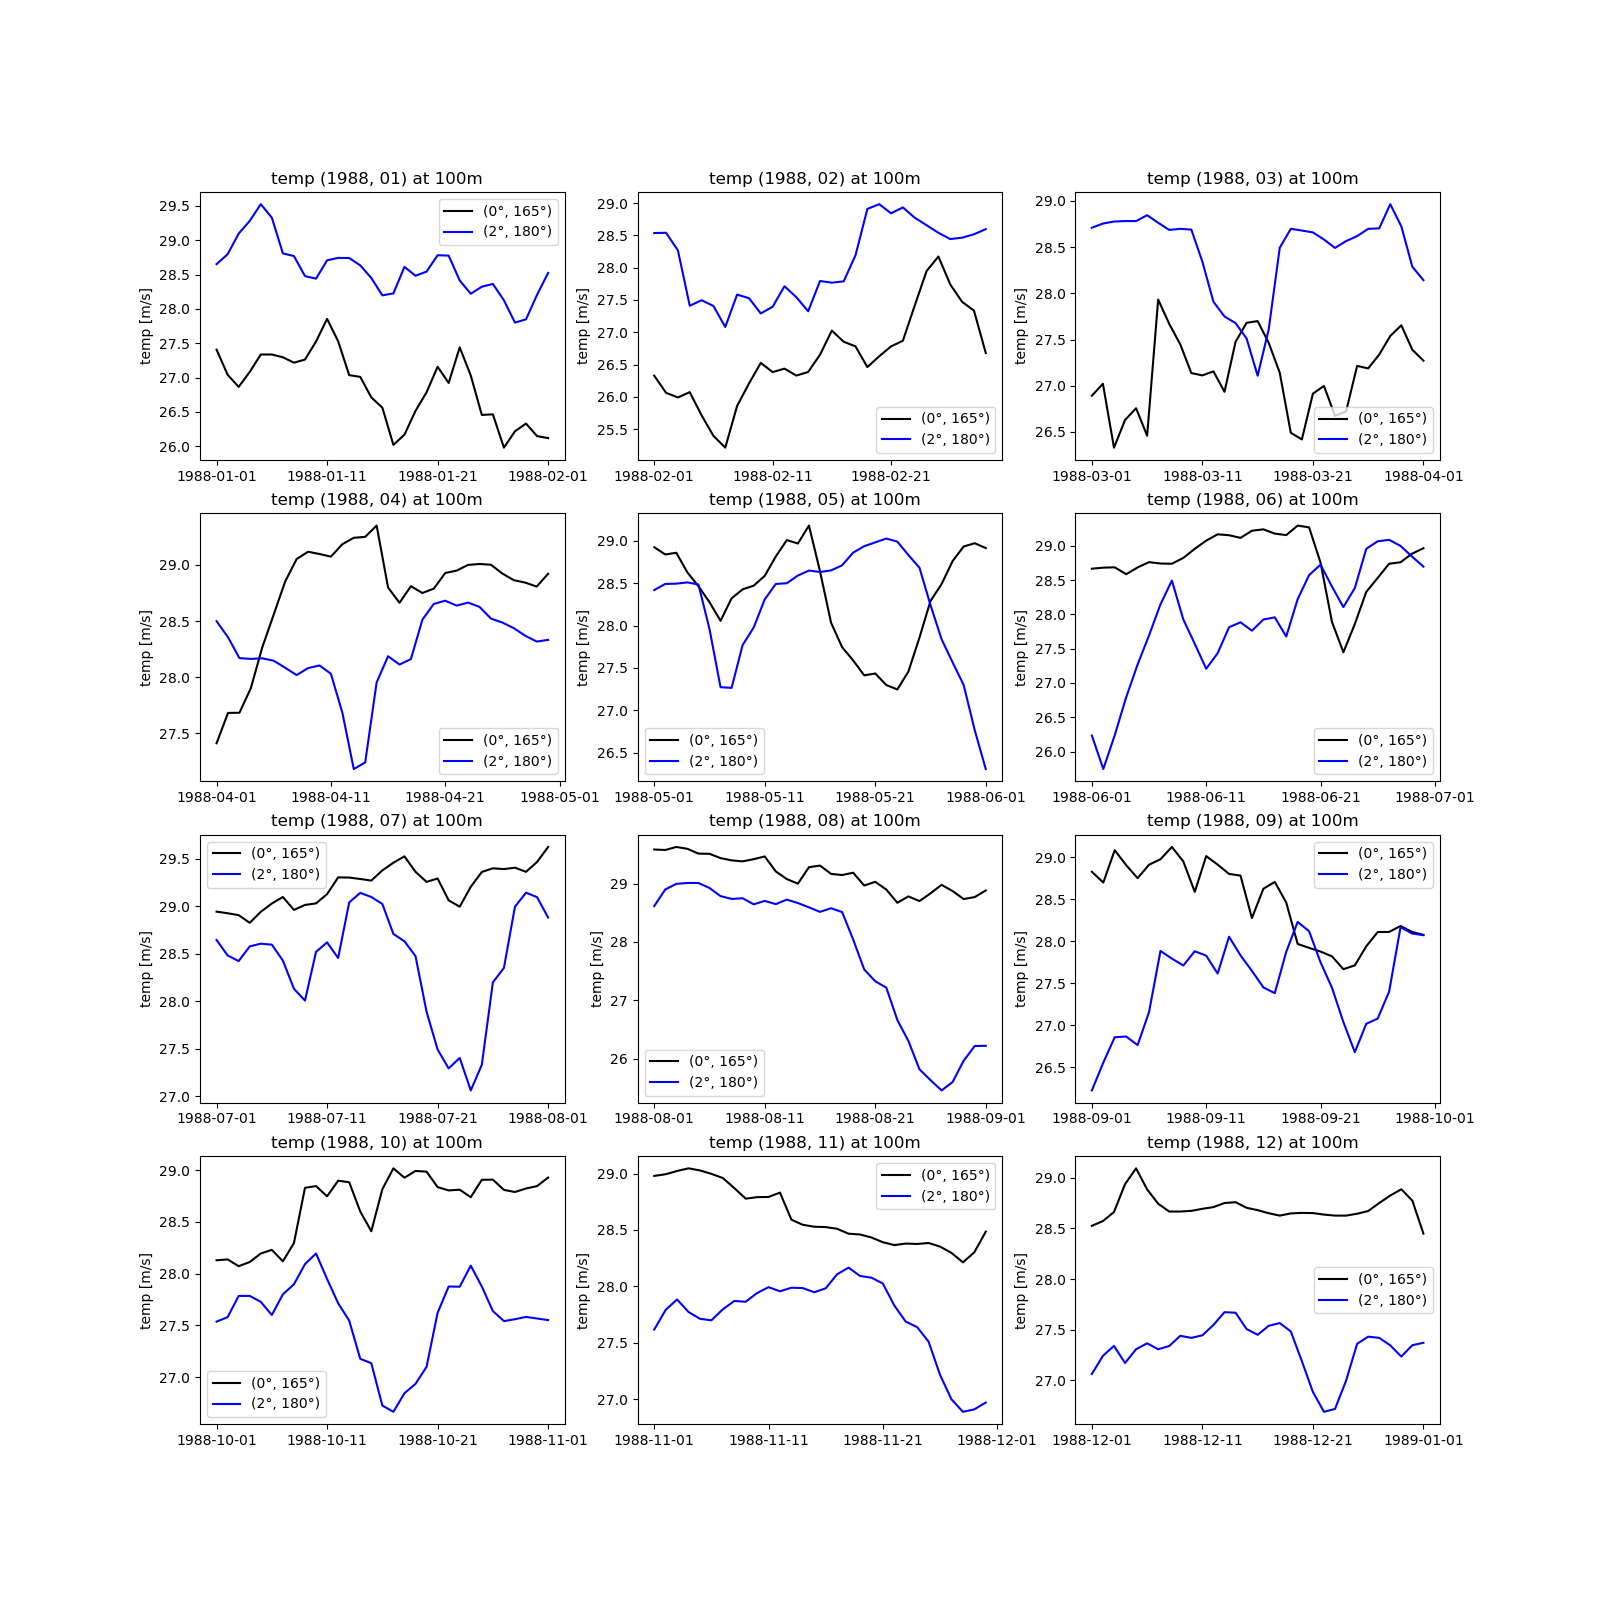 temp (1988, 01) at 100m
temp [m/s]
29.5
29.0
28.5
28.0
27.5
27.0
26.5
26.0
(0°, 165°)
(2°, 180°)
1988-01-01 1988-01-11 1988-01-21 1988-02-01
temp (1988, 02) at 100m
temp [m/s]
29.0
28.5
28.0
27.5
27.0
26.5
26.0
25.5
(0°, 165°)
(2°, 180°)
1988-02-01 1988-02-11 1988-02-21
temp (1988, 03) at 100m
temp [m/s]
29.0
28.5
28.0
27.5
27.0
26.5
(0°, 165°)
(2°, 180°)
1988-03-01 1988-03-11 1988-03-21 1988-04-01
temp (1988, 04) at 100m
temp [m/s]
29.0
28.5
28.0
27.5
(0°, 165°)
(2°, 180°)
1988-04-01 1988-04-11 1988-04-21 1988-05-01
temp (1988, 05) at 100m
temp [m/s]
29.0
28.5
28.0
27.5
27.0
26.5
(0°, 165°)
(2°, 180°)
1988-05-01 1988-05-11 1988-05-21 1988-06-01
temp (1988, 06) at 100m
temp [m/s]
29.0
28.5
28.0
27.5
27.0
26.5
26.0
(0°, 165°)
(2°, 180°)
1988-06-01 1988-06-11 1988-06-21 1988-07-01
temp (1988, 07) at 100m
temp [m/s]
29.5
29.0
28.5
28.0
27.5
27.0
(0°, 165°)
(2°, 180°)
1988-07-01 1988-07-11 1988-07-21 1988-08-01
temp (1988, 08) at 100m
temp [m/s]
29
28
27
26
(0°, 165°)
(2°, 180°)
1988-08-01 1988-08-11 1988-08-21 1988-09-01
temp (1988, 09) at 100m
temp [m/s]
29.0
28.5
28.0
27.5
27.0
26.5
(0°, 165°)
(2°, 180°)
1988-09-01 1988-09-11 1988-09-21 1988-10-01
temp (1988, 10) at 100m
temp [m/s]
29.0
28.5
28.0
27.5
27.0
(0°, 165°)
(2°, 180°)
1988-10-01 1988-10-11 1988-10-21 1988-11-01
temp (1988, 11) at 100m
temp [m/s]
29.0
28.5
28.0
27.5
27.0
(0°, 165°)
(2°, 180°)
1988-11-01 1988-11-11 1988-11-21 1988-12-01
temp (1988, 12) at 100m
temp [m/s]
29.0
28.5
28.0
27.5
27.0
(0°, 165°)
(2°, 180°)
1988-12-01 1988-12-11 1988-12-21 1989-01-01